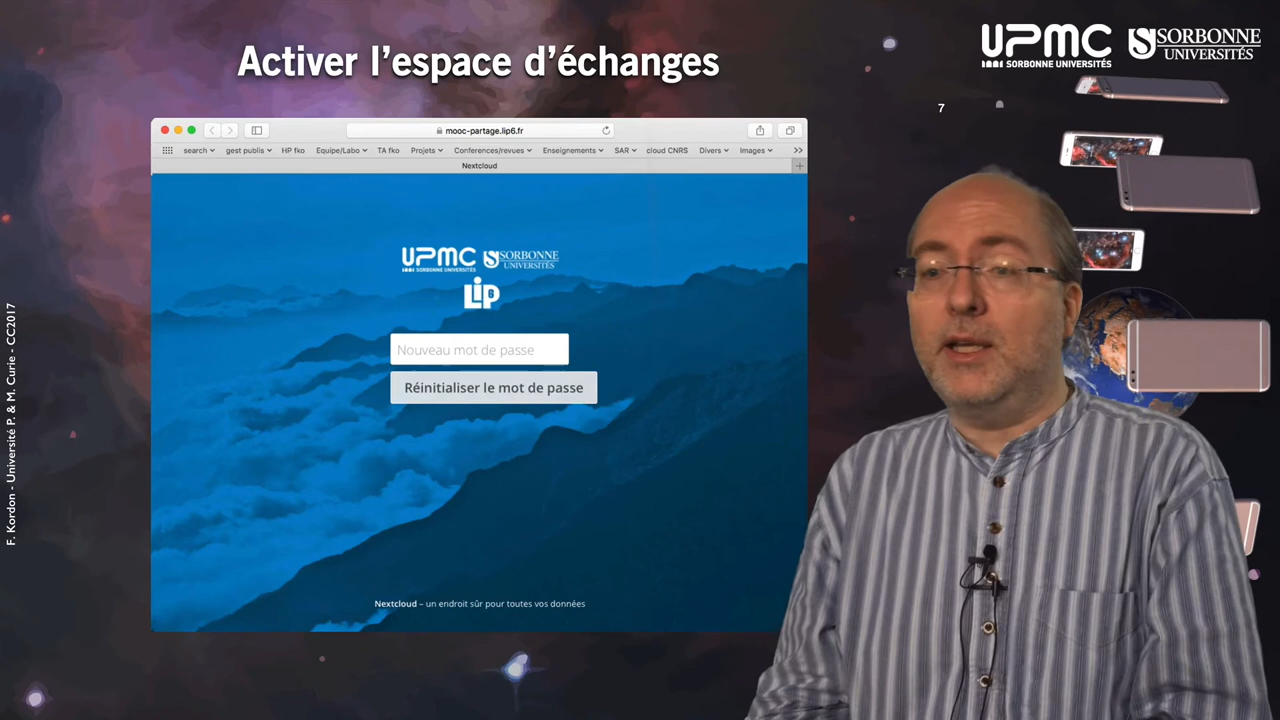 Activer l'espace d'échanges
UPMC
SORBONNE UNIVERSITÉS
S SORBONNE
UNIVERSITÉS
7
mooc-partage.lip6.fr
search gest publis HP fko Equipe/Labo TA fko Projets Conferences/revues Enseignements SAR cloud CNRS Divers Images
Nextcloud
UPMC
SORBONNE UNIVERSITÉS
S SORBONNE
UNIVERSITÉS
LIP6
Nouveau mot de passe
Réinitialiser le mot de passe
Nextcloud – un endroit sûr pour toutes vos données
F. Kordon - Université P. & M. Curie - CC2017